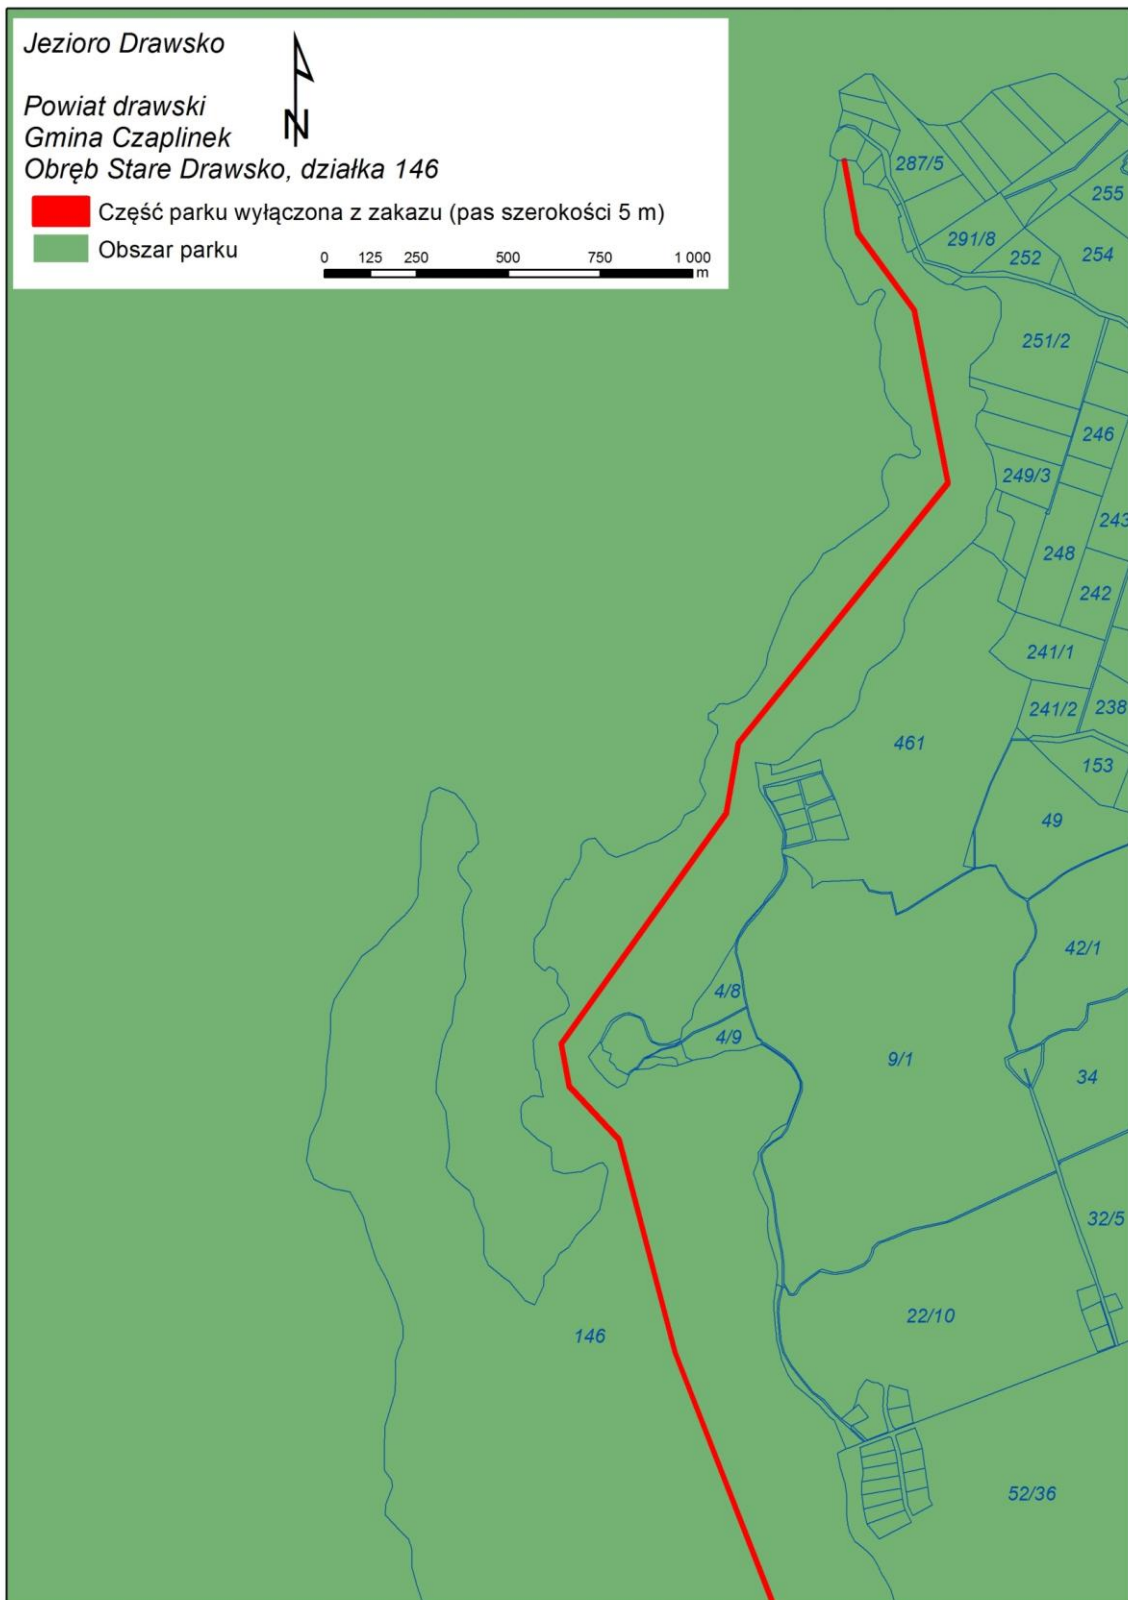 Jezioro Drawsko
N
Powiat drawski
Gmina Czaplinek
Obręb Stare Drawsko, działka 146
Część parku wyłączona z zakazu (pas szerokości 5 m)
Obszar parku
0 125 250 500 750 1 000
m
287/5
255
291/8
252
254
251/2
246
249/3
243
248
242
241/1
241/2
238
461
153
49
42/1
4/8
4/9
9/1
34
32/5
22/10
146
52/36